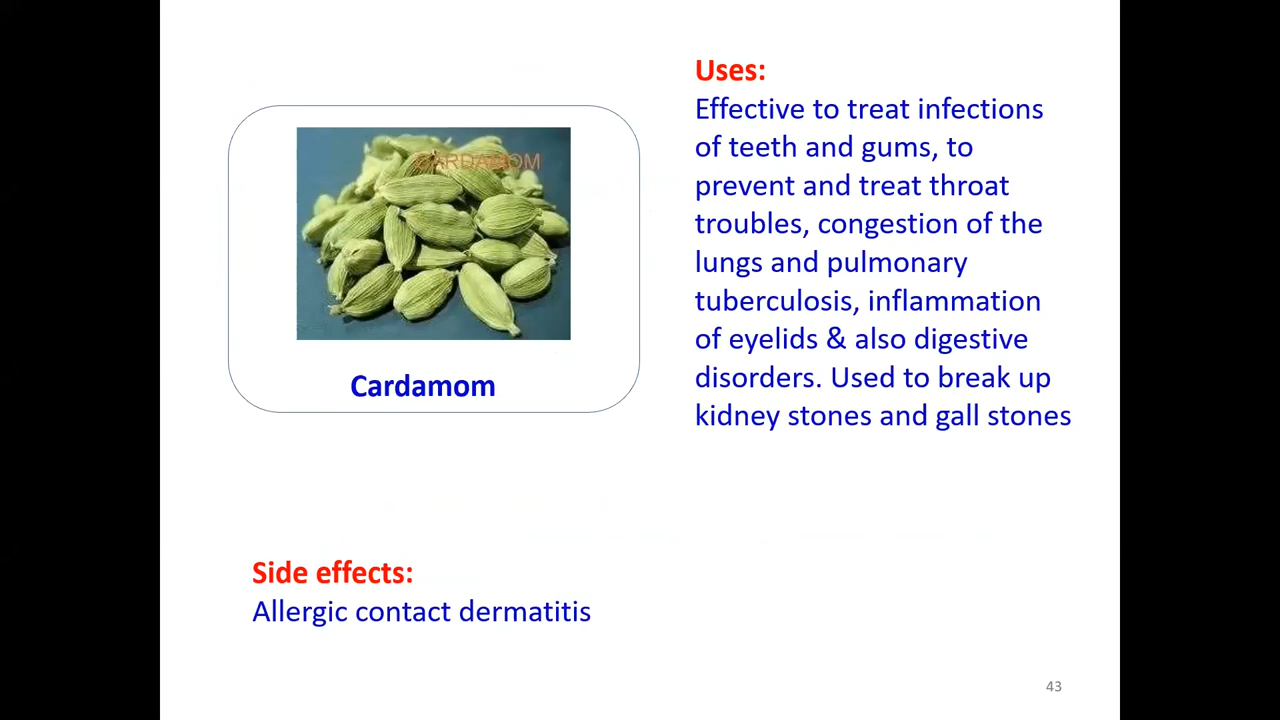 CARDAMOM
Cardamom
Uses:
Effective to treat infections
of teeth and gums, to
prevent and treat throat
troubles, congestion of the
lungs and pulmonary
tuberculosis, inflammation
of eyelids & also digestive
disorders. Used to break up
kidney stones and gall stones
Side effects:
Allergic contact dermatitis
43